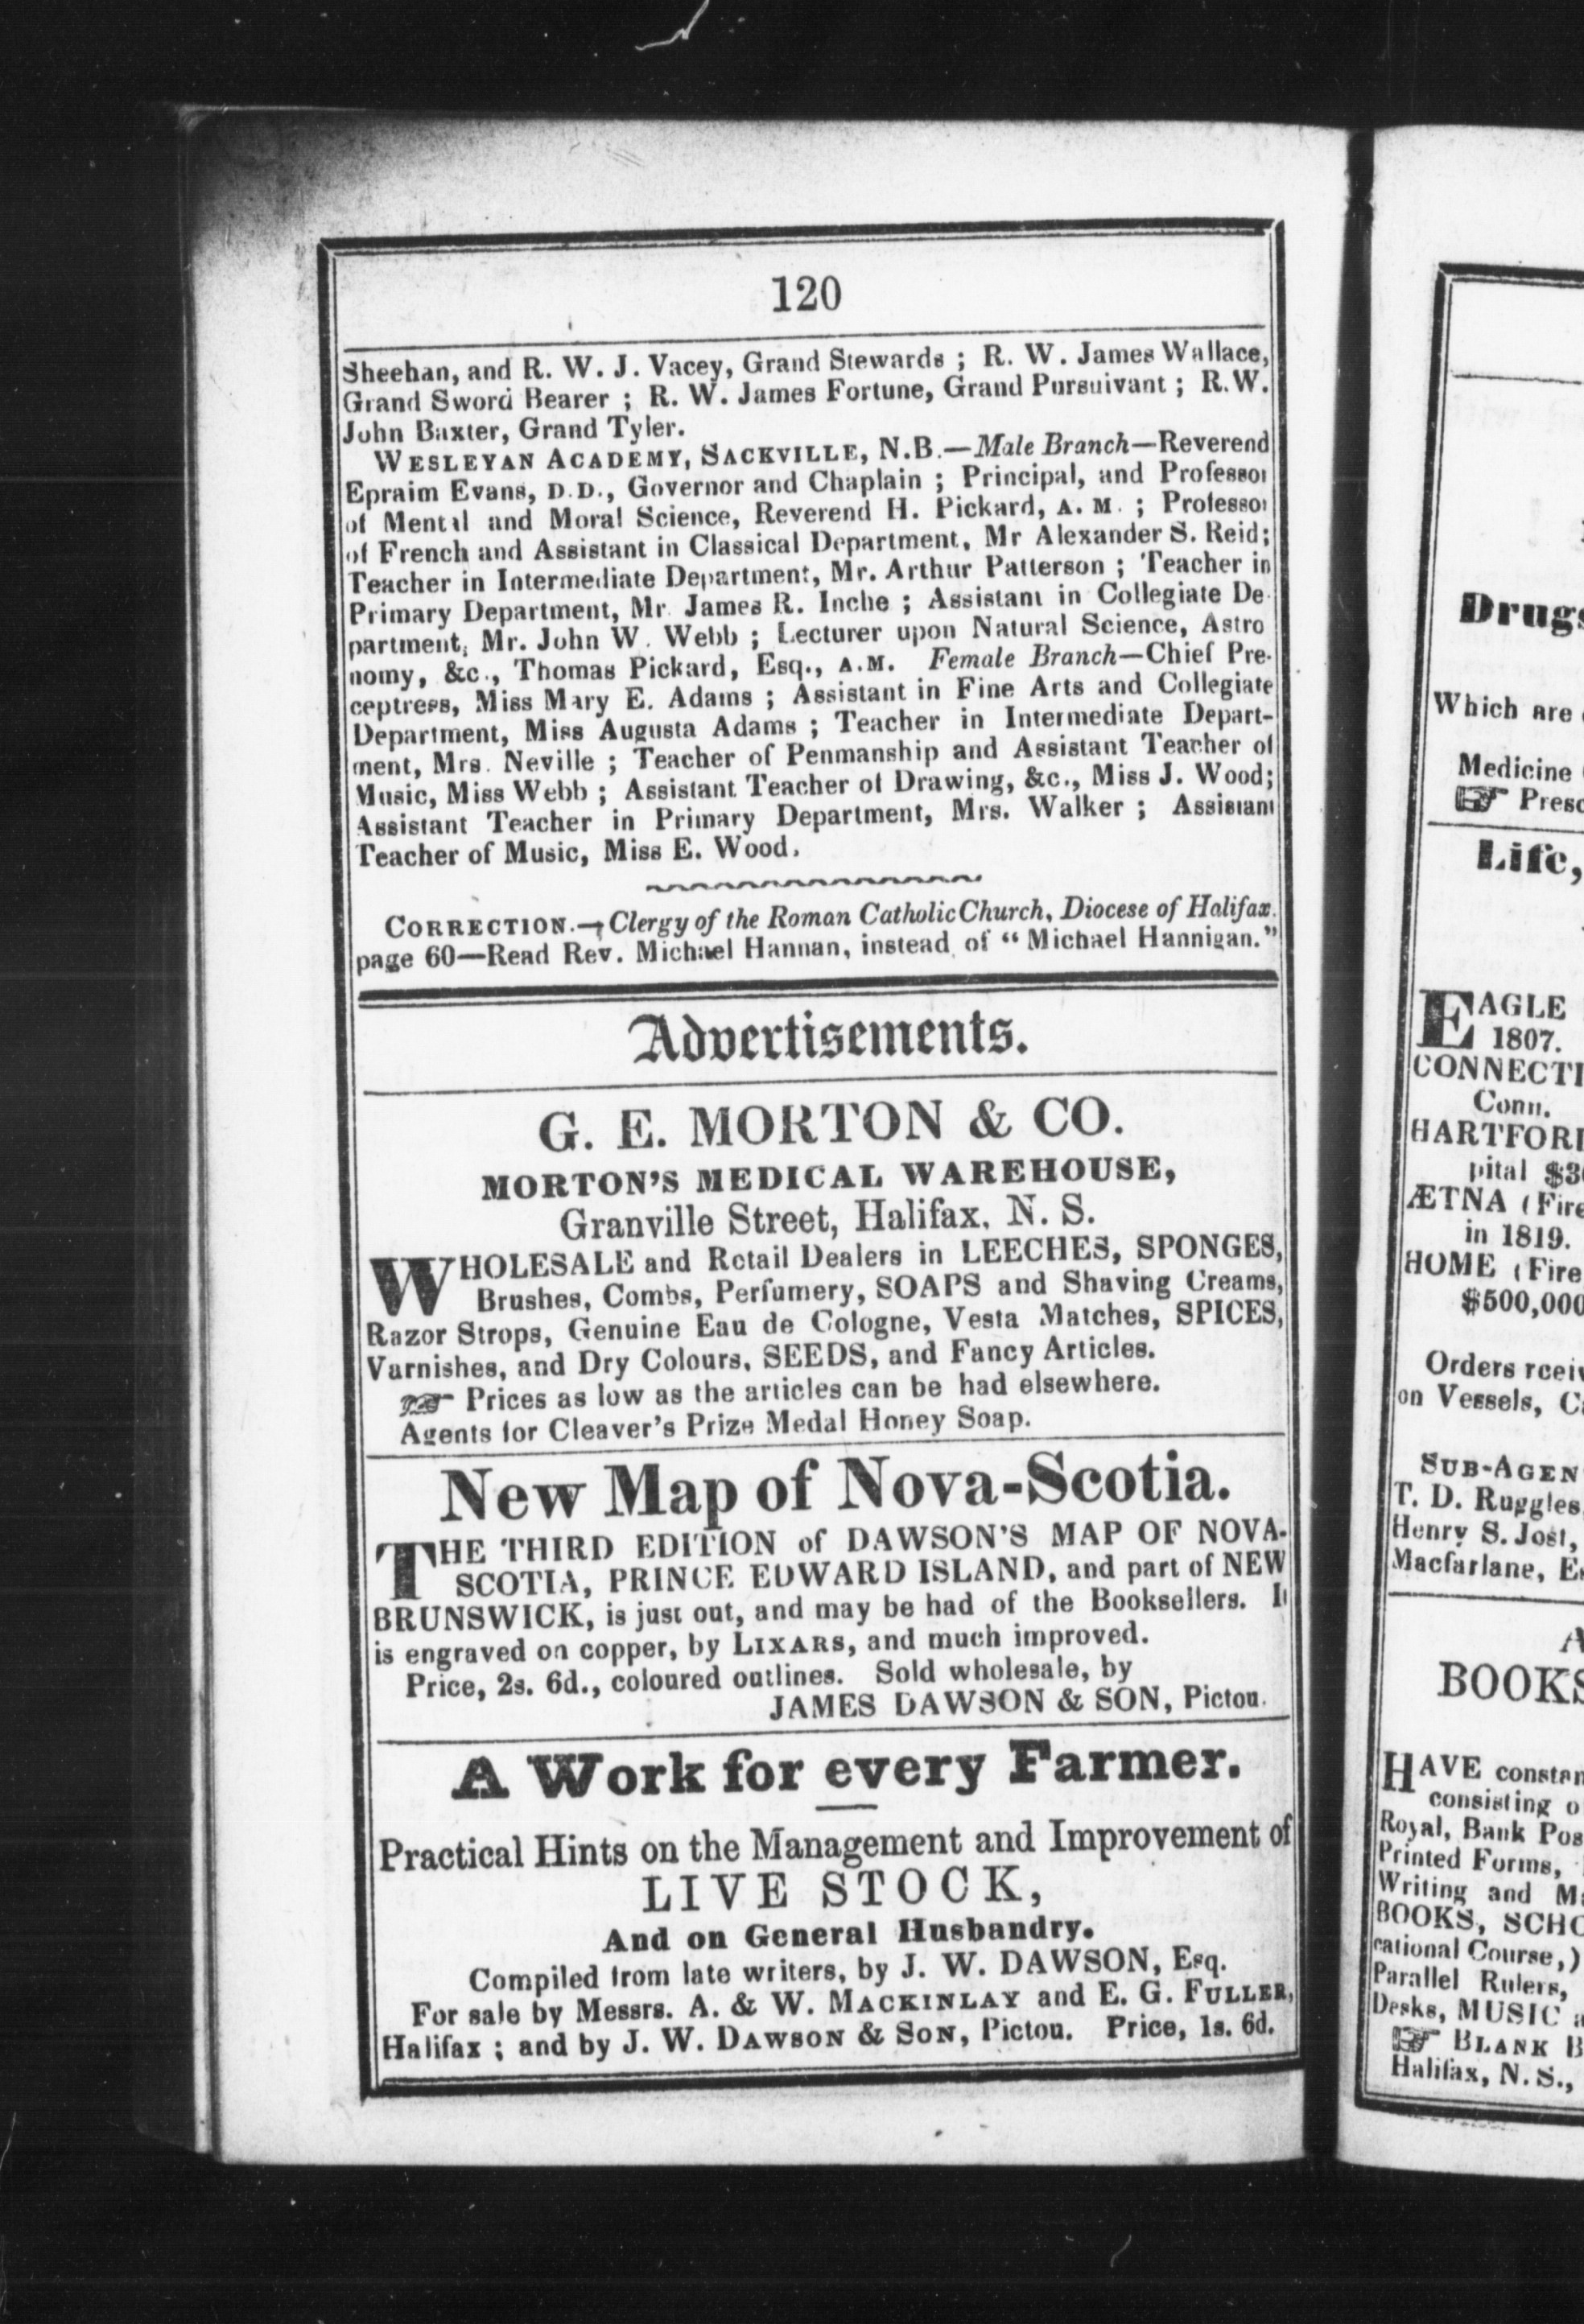 120
Sheehan, and R. W. J. Vacey, Grand Stewards ; R. W. James Wallace,
Grand Sword Bearer ; R. W. James Fortune, Grand Pursuivant ; R.W.
John Baxter, Grand Tyler.
WESLEYAN ACADEMY, SACKVILLE, N.B.—Male Branch—Reverend
Epraim Evans, D.D., Governor and Chaplain ; Principal, and Professor
of Mental and Moral Science, Reverend H. Pickard, A. M. ; Professor
of French and Assistant in Classical Department, Mr Alexander S. Reid;
Teacher in Intermediate Department, Mr. Arthur Patterson ; Teacher in
Primary Department, Mr. James R. Inche ; Assistant in Collegiate De-
partment, Mr. John W. Webb ; Lecturer upon Natural Science, Astro
nomy, &c., Thomas Pickard, Esq., A.M. Female Branch—Chief Pre-
ceptress, Miss Mary E. Adams ; Assistant in Fine Arts and Collegiate
Department, Miss Augusta Adams ; Teacher in Intermediate Depart-
ment, Mrs. Neville ; Teacher of Penmanship and Assistant Teacher of
Music, Miss Webb ; Assistant Teacher of Drawing, &c., Miss J. Wood;
Assistant Teacher in Primary Department, Mrs. Walker ; Assistant
Teacher of Music, Miss E. Wood.
CORRECTION.—Clergy of the Roman Catholic Church, Diocese of Halifax.
page 60—Read Rev. Michael Hannan, instead of “ Michael Hannigan.”
Advertisements.
G. E. MORTON & CO.
MORTON'S MEDICAL WAREHOUSE,
Granville Street, Halifax, N. S.
WHOLESALE and Retail Dealers in LEECHES, SPONGES,
Brushes, Combs, Perfumery, SOAPS and Shaving Creams,
Razor Strops, Genuine Eau de Cologne, Vesta Matches, SPICES,
Varnishes, and Dry Colours, SEEDS, and Fancy Articles.
☞ Prices as low as the articles can be had elsewhere.
Agents for Cleaver's Prize Medal Honey Soap.
New Map of Nova-Scotia.
THE THIRD EDITION of DAWSON'S MAP OF NOVA-
SCOTIA, PRINCE EDWARD ISLAND, and part of NEW
BRUNSWICK, is just out, and may be had of the Booksellers. It
is engraved on copper, by LIXARS, and much improved.
Price, 2s. 6d., coloured outlines. Sold wholesale, by
JAMES DAWSON & SON, Pictou.
A Work for every Farmer.
Practical Hints on the Management and Improvement of
LIVE STOCK,
And on General Husbandry.
Compiled from late writers, by J. W. DAWSON, Esq.
For sale by Messrs. A. & W. MACKINLAY and E. G. FULLER,
Halifax ; and by J. W. DAWSON & SON, Pictou. Price, 1s. 6d.
Drugs
Which are
Medicine
☞ Presc
Life,
EAGLE
1807.
CONNECTI
Conn.
HARTFOR
pital $3
ÆTNA (Fire
in 1819.
HOME (Fire
$500,000
Orders rceiv
on Vessels, C
SUB-AGEN
T. D. Ruggles,
Henry S. Jost,
Macfarlane, E
BOOKS
HAVE constan
consisting o
Royal, Bank Pos
Printed Forms,
Writing and M
BOOKS, SCHO
cational Course,)
Parallel Rulers,
Desks, MUSIC a
☞ BLANK B
Halifax, N. S.,